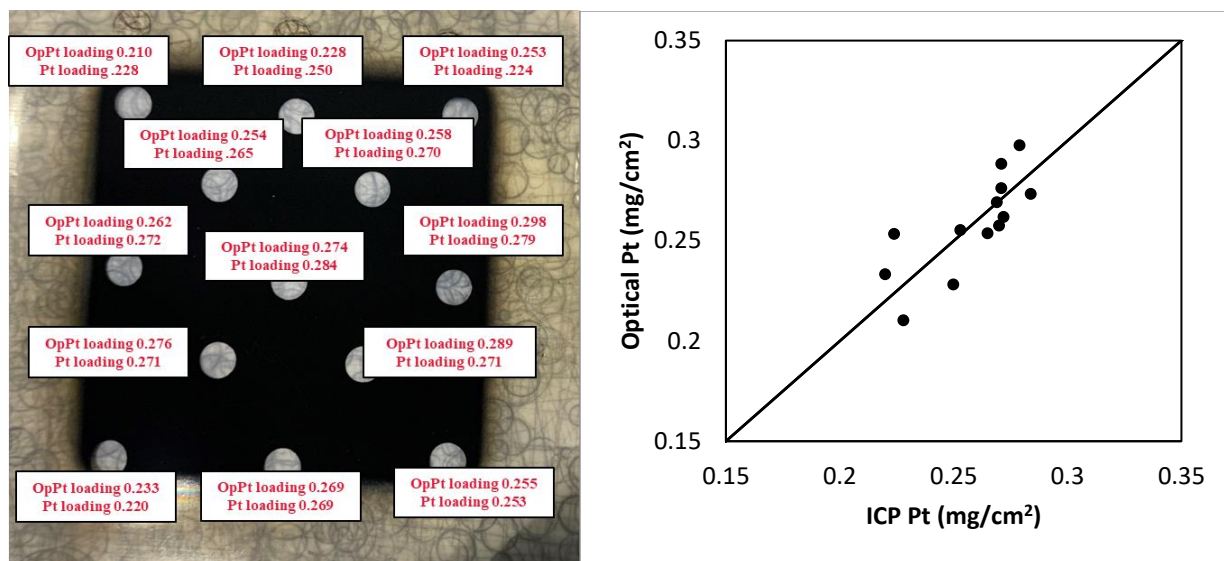 OpPt loading 0.210
Pt loading .228
OpPt loading 0.228
Pt loading .250
OpPt loading 0.253
Pt loading .224
OpPt loading 0.254
Pt loading .265
OpPt loading 0.258
Pt loading 0.270
OpPt loading 0.262
Pt loading 0.272
OpPt loading 0.274
Pt loading 0.284
OpPt loading 0.298
Pt loading 0.279
OpPt loading 0.276
Pt loading 0.271
OpPt loading 0.289
Pt loading 0.271
OpPt loading 0.233
Pt loading 0.220
OpPt loading 0.269
Pt loading 0.269
OpPt loading 0.255
Pt loading 0.253
Optical Pt (mg/cm²)
0.35
0.3
0.25
0.2
0.15
0.15 0.2 0.25 0.3 0.35
ICP Pt (mg/cm²)